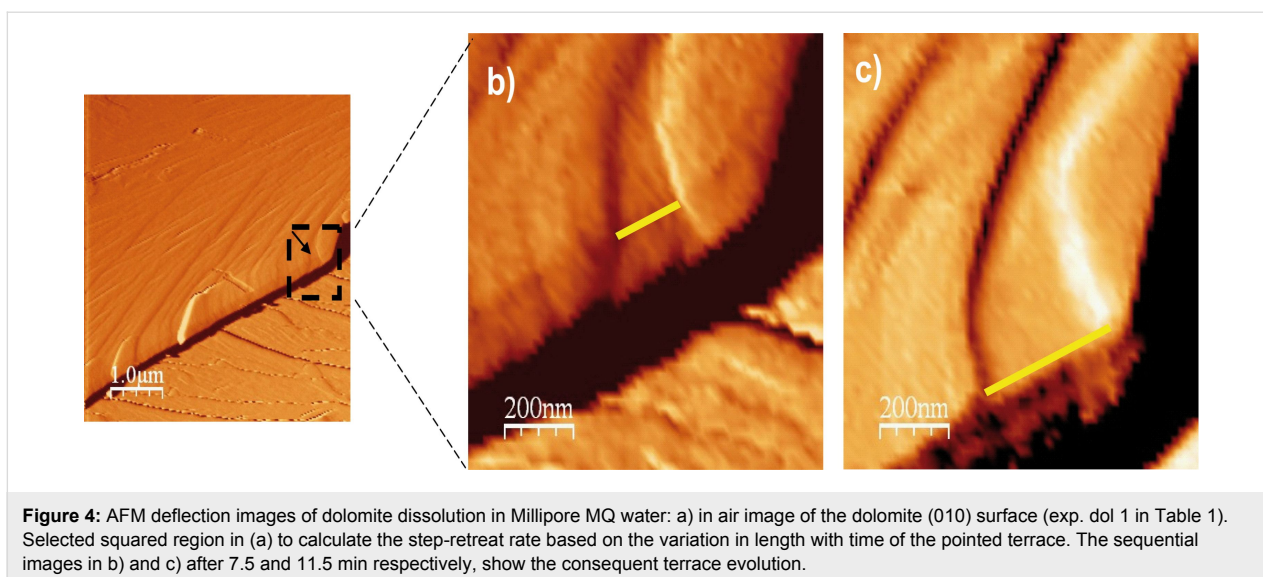 b)
c)
1.0µm
200nm
200nm
Figure 4: AFM deflection images of dolomite dissolution in Millipore MQ water: a) in air image of the dolomite (010) surface (exp. dol 1 in Table 1).
Selected squared region in (a) to calculate the step-retreat rate based on the variation in length with time of the pointed terrace. The sequential
images in b) and c) after 7.5 and 11.5 min respectively, show the consequent terrace evolution.